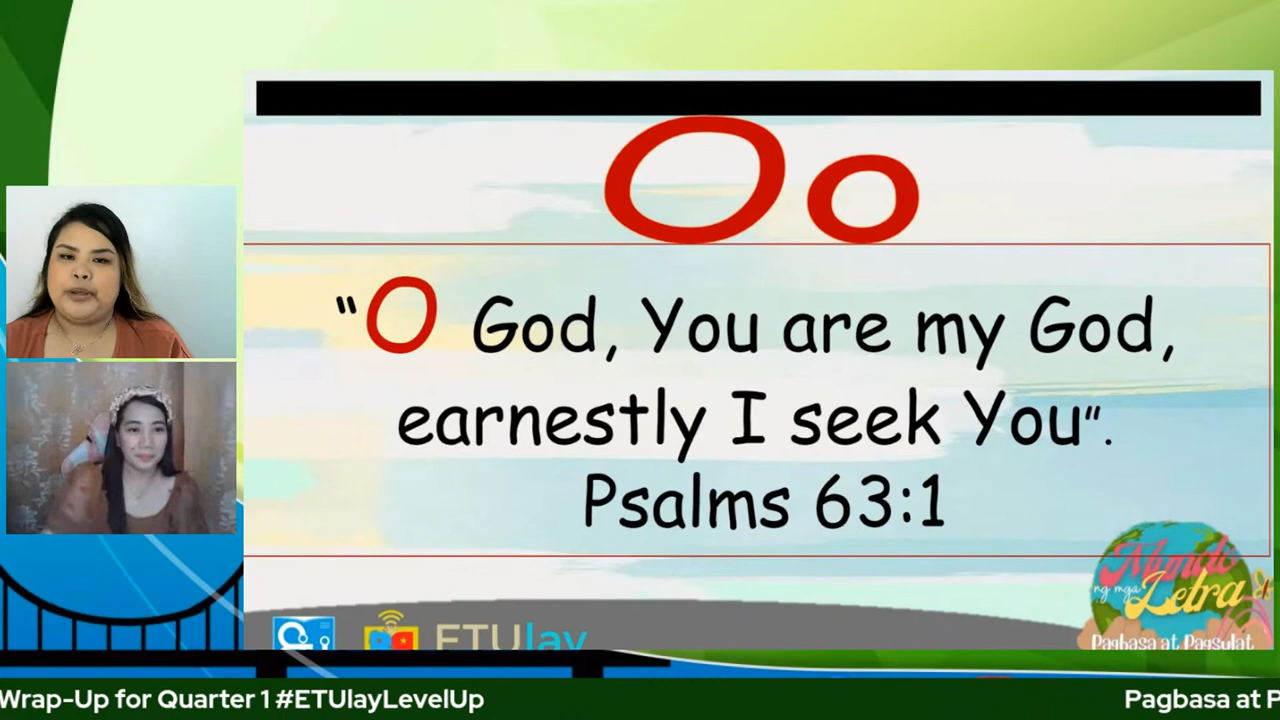 Oo
"O God, You are my God,
earnestly I seek You".
Psalms 63:1
Mundo
ng mga
Letra
Pagbasa at Pagsulat
ETUlay
Wrap-Up for Quarter 1 #ETUlayLevelUp
Pagbasa at P